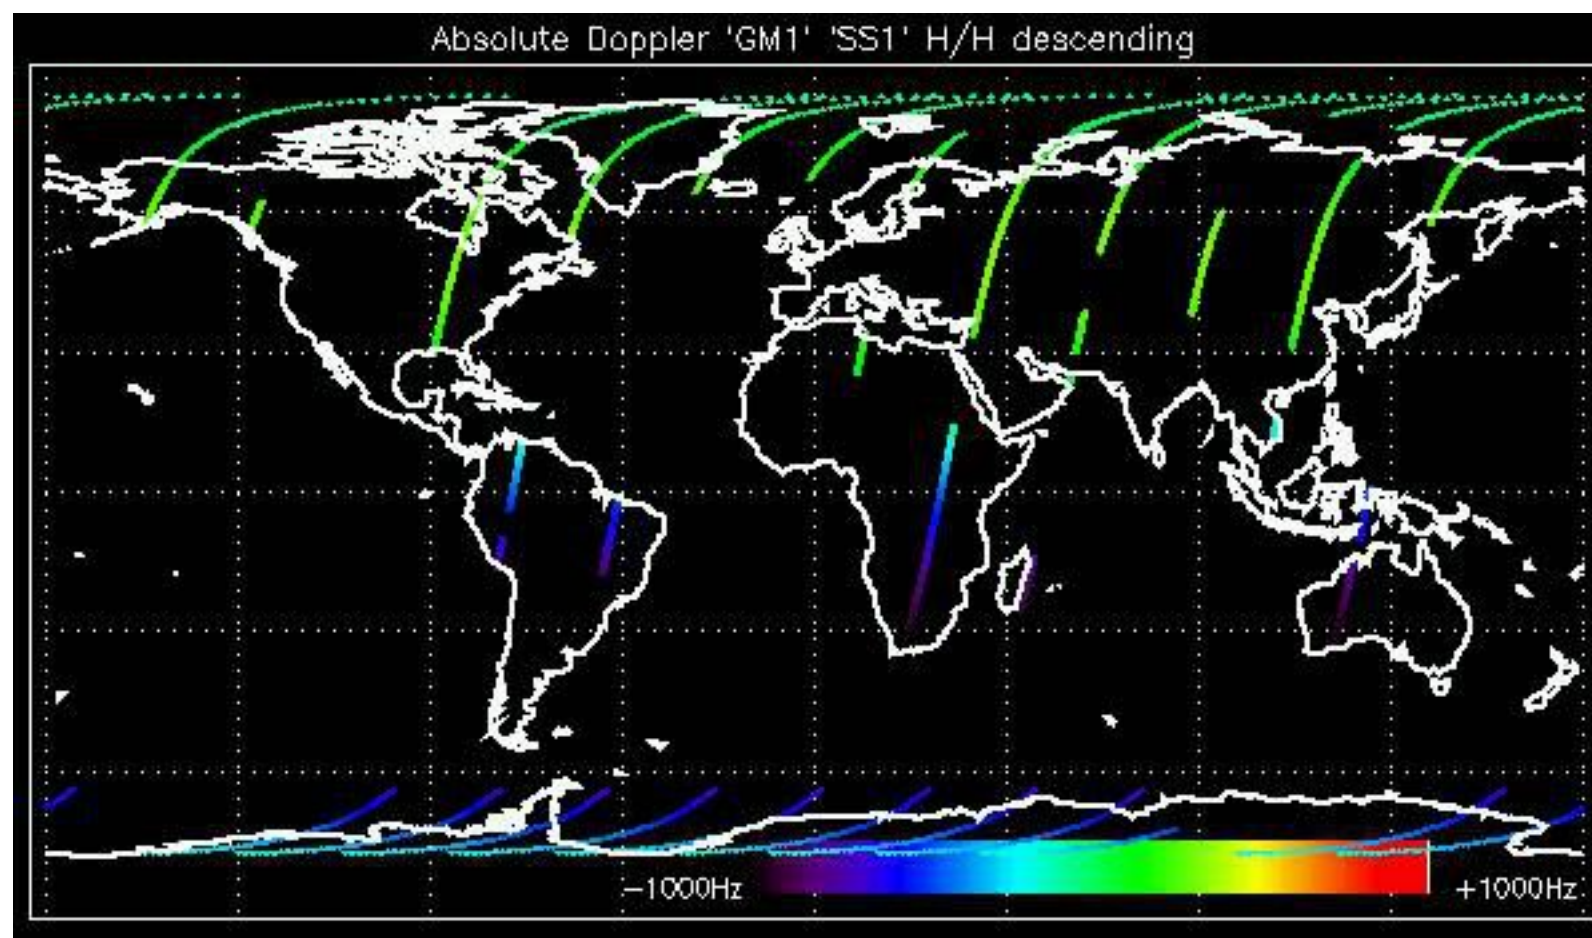 Absolute Doppler 'GM1' 'SS1' H/H descending
−1000Hz
+1000Hz